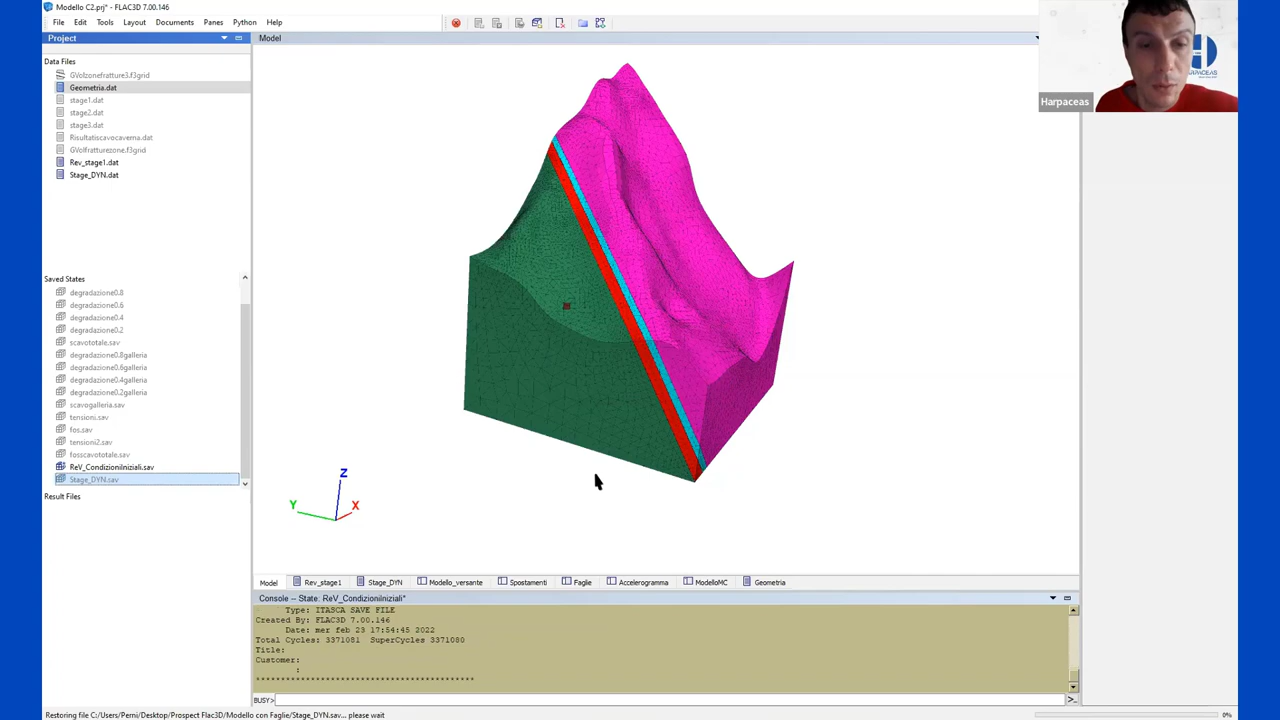 Modello C2.prj* - FLAC3D 7.00.146
File Edit Tools Layout Documents Panes Python Help
Project
Model
Data Files
GVolzonefratture3.f3grid
Geometria.dat
stage1.dat
stage2.dat
stage3.dat
Risultatiscavocaverna.dat
GVolfratturezone.f3grid
Rev_stage1.dat
Stage_DYN.dat
Harpaceas
Saved States
degradazione0.8
degradazione0.6
degradazione0.4
degradazione0.2
scavototale.sav
degradazione0.8galleria
degradazione0.6galleria
degradazione0.4galleria
degradazione0.2galleria
scavogalleria.sav
tensioni.sav
fos.sav
tensioni2.sav
fosscavototale.sav
ReV_CondizioniIniziali.sav
Stage_DYN.sav
Result Files
Z
Y
X
Model Rev_stage1 Stage_DYN Modello_versante Spostamenti Faglie Accelerogramma ModelloMC Geometria
Console -- State: ReV_CondizioniIniziali*
Type: ITASCA SAVE FILE
Created By: FLAC3D 7.00.146
Date: mer feb 23 17:54:45 2022
Total Cycles: 3371081 SuperCycles 3371080
Title:
Customer:
:
*******************************************
BUSY>
Restoring file C:/Users/Perni/Desktop/Prospect Flac3D/Modello con Faglie/Stage_DYN.sav... please wait
0%